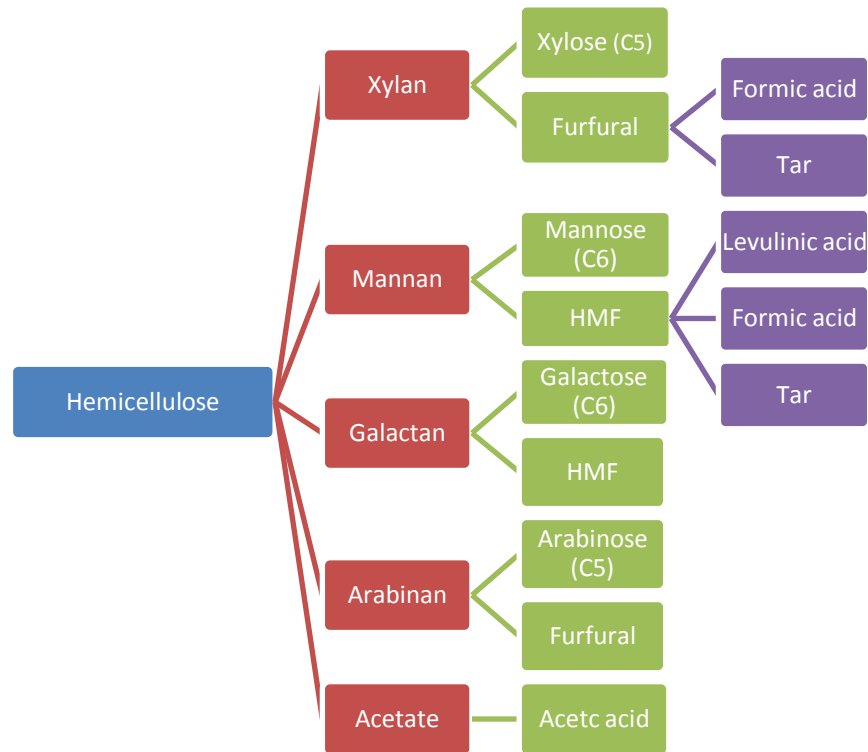 Hemicellulose
Xylan
Xylose (C5)
Furfural
Formic acid
Tar
Mannan
Mannose
(C6)
HMF
Levulinic acid
Formic acid
Tar
Galactan
Galactose
(C6)
HMF
Arabinan
Arabinose
(C5)
Furfural
Acetate
Acetc acid